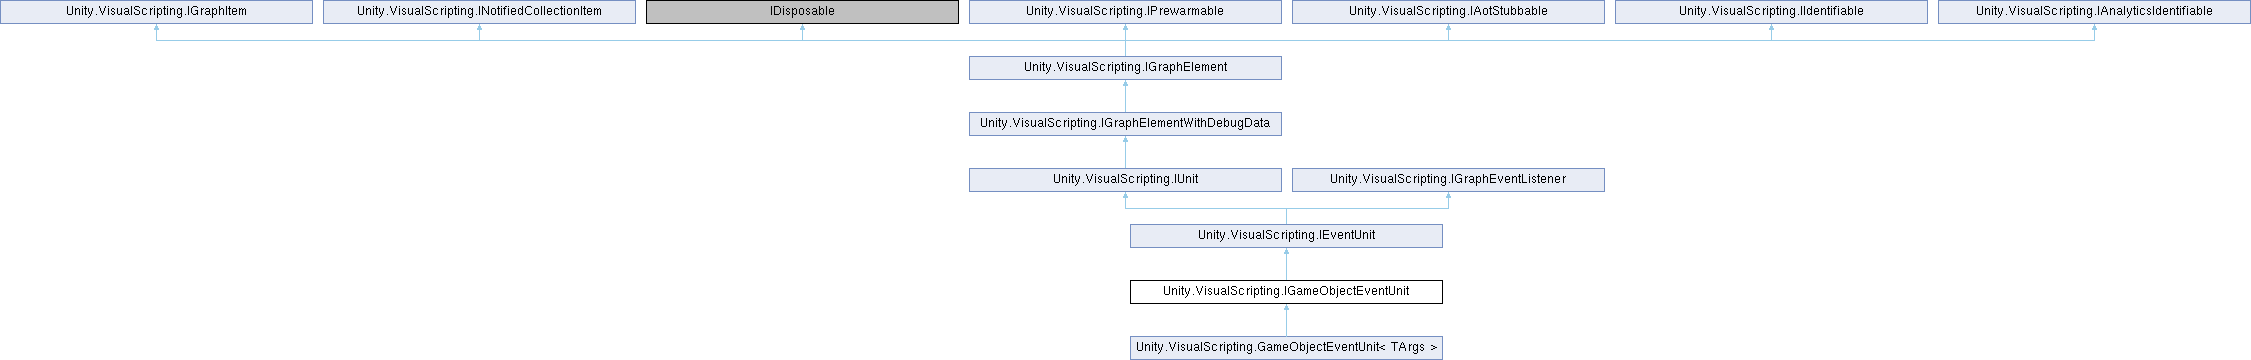 Unity.VisualScripting.IGraphItem
Unity.VisualScripting.INotifiedCollectionItem
IDisposable
Unity.VisualScripting.IPrewarmable
Unity.VisualScripting.IAotStubbable
Unity.VisualScripting.IIdentifiable
Unity.VisualScripting.IAnalyticsIdentifiable
Unity.VisualScripting.IGraphElement
Unity.VisualScripting.IGraphElementWithDebugData
Unity.VisualScripting.IUnit
Unity.VisualScripting.IGraphEventListener
Unity.VisualScripting.IEventUnit
Unity.VisualScripting.IGameObjectEventUnit
Unity.VisualScripting.GameObjectEventUnit< TArgs >